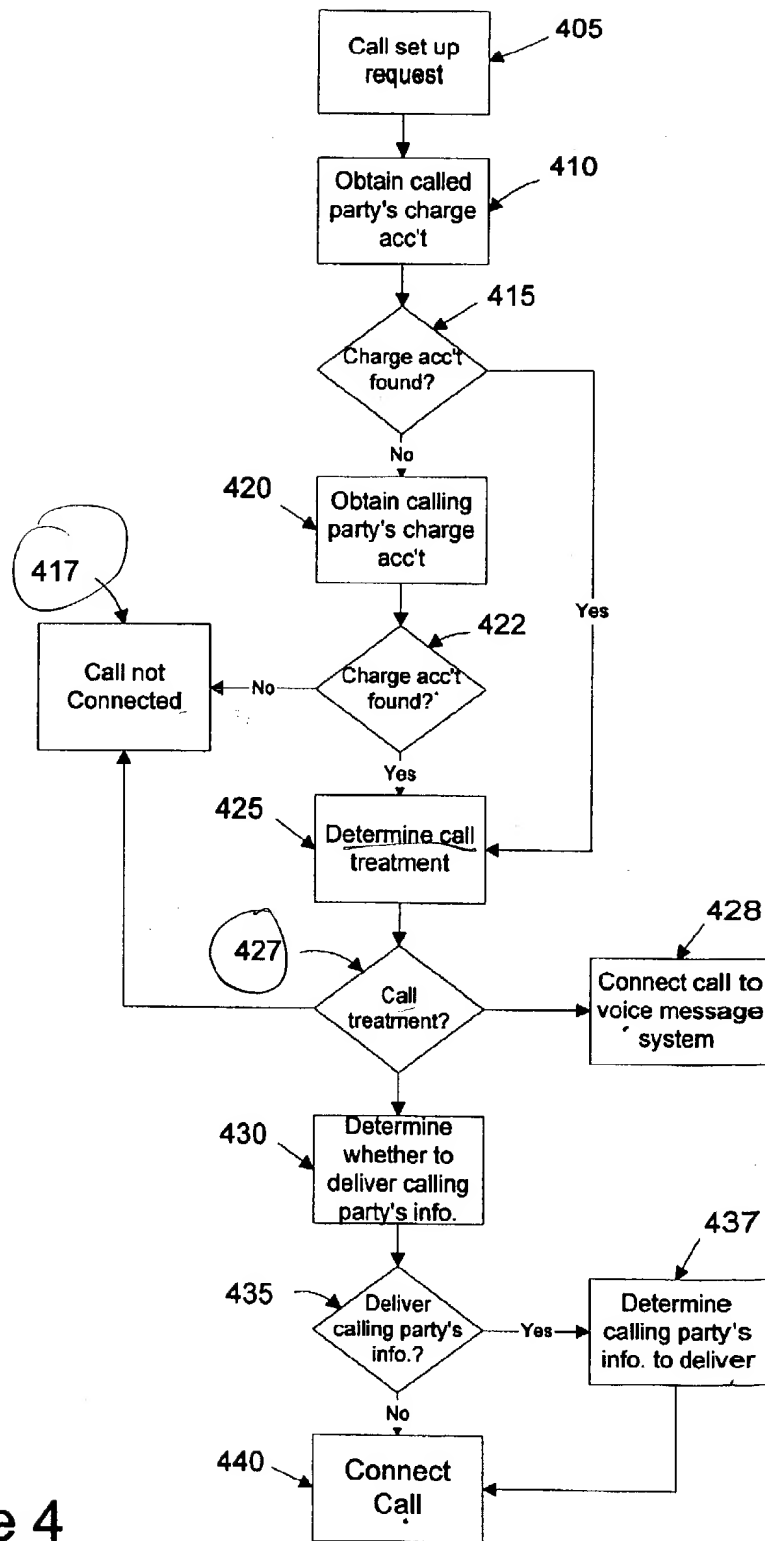 405
Call set up
request
410
Obtain called
party's charge
acc't
415
Charge acc't
found?
No
Yes
420
Obtain calling
party's charge
acc't
417
422
Call not
Connected
No
Charge acc't
found?
Yes
425
Determine call
treatment
427
428
Call
treatment?
Connect call to
voice message
system
430
Determine
whether to
deliver calling
party's info.
437
435
Deliver
calling party's
info.?
Yes
Determine
calling party's
info. to deliver
No
440
Connect
Call
e 4